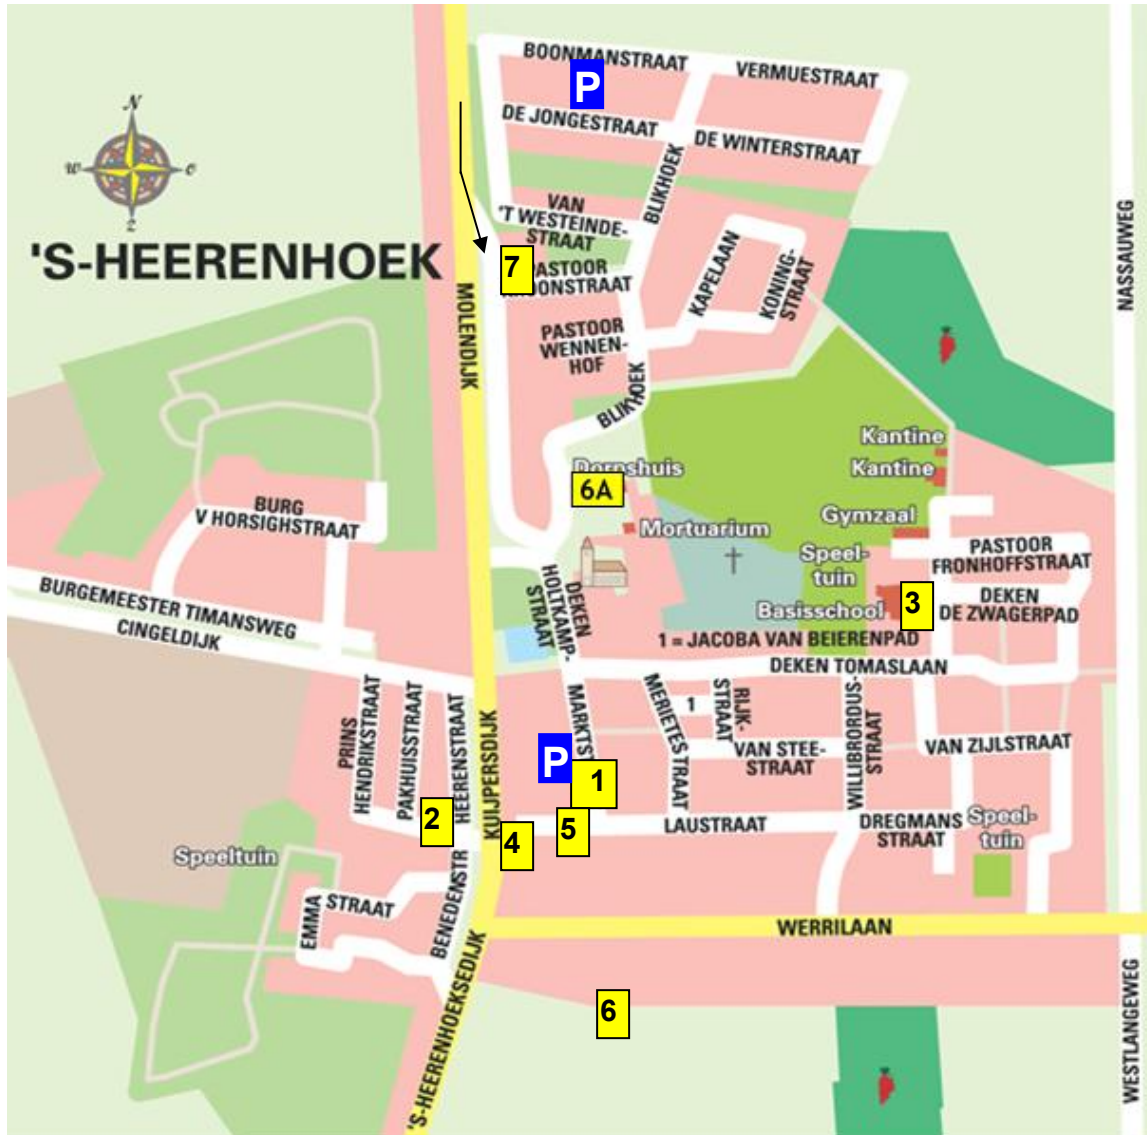 BOONMANSTRAAT
VERMUESTRAAT
P
DE JONGESTRAAT
DE WINTERSTRAAT
N
W
O
Z
'S-HEERENHOEK
BLIKHOEK
VAN
'T WESTEINDE-
STRAAT
7
PASTOOR
KAPELAAN
KONING-
STRAAT
NASSAUWEG
MOLENDIJK
PASTOOR
WENNEN-
HOF
BLIKHOEK
Kantine
Kantine
Dorpshuis
6A
Mortuarium
Gymzaal
BURG
V HORSIGHSTRAAT
PASTOOR
FRONHOFFSTRAAT
Speel-
tuin
DEKEN
DE ZWAGERPAD
3
Basisschool
DEKEN
HOLTKAMP-
STRAAT
BURGEMEESTER TIMANSWEG
CINGELDIJK
1 = JACOBA VAN BEIERENPAD
DEKEN TOMASLAAN
PRINS
HENDRIKSTRAAT
PAKHUISSTRAAT
HEERENSTRAAT
KUIJPERSDIJK
MARKTST
MERIETESTRAAT
1
RIJK-
STRAAT
VAN STEE-
STRAAT
WILLIBRORDUS-
STRAAT
VAN ZIJLSTRAAT
P
1
2
4
5
LAUSTRAAT
DREGMANS
STRAAT
Speel-
tuin
Speeltuin
EMMA
STRAAT
BENEDENSTR
WERRILAAN
'S-HEERENHOEKSEDIJK
6
WESTLANGEWEG